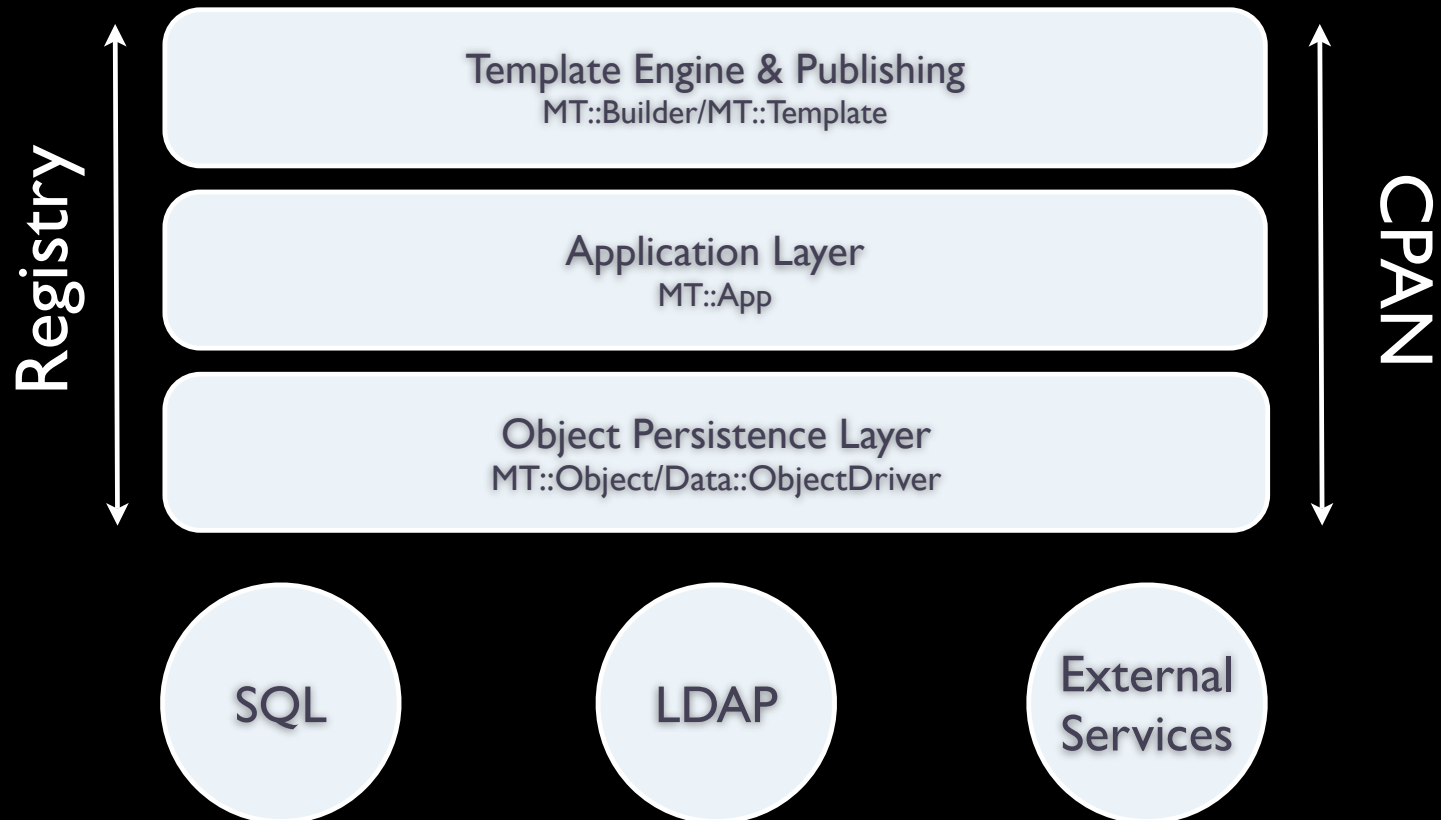 Template Engine & Publishing
MT::Builder/MT::Template
Registry
Application Layer
MT::App
CPAN
Object Persistence Layer
MT::Object/Data::ObjectDriver
SQL
LDAP
External
Services